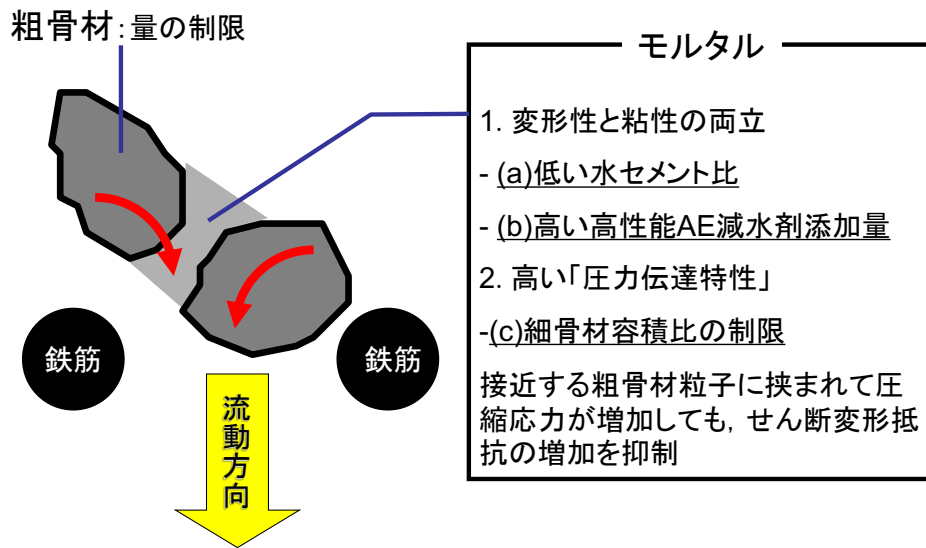 粗骨材：量の制限
モルタル
1. 変形性と粘性の両立
- (a)低い水セメント比
- (b)高い高性能AE減水剤添加量
2. 高い｢圧力伝達特性｣
-(c)細骨材容積比の制限
接近する粗骨材粒子に挟まれて圧
縮応力が増加しても，せん断変形抵
抗の増加を抑制
鉄筋
鉄筋
流動方向